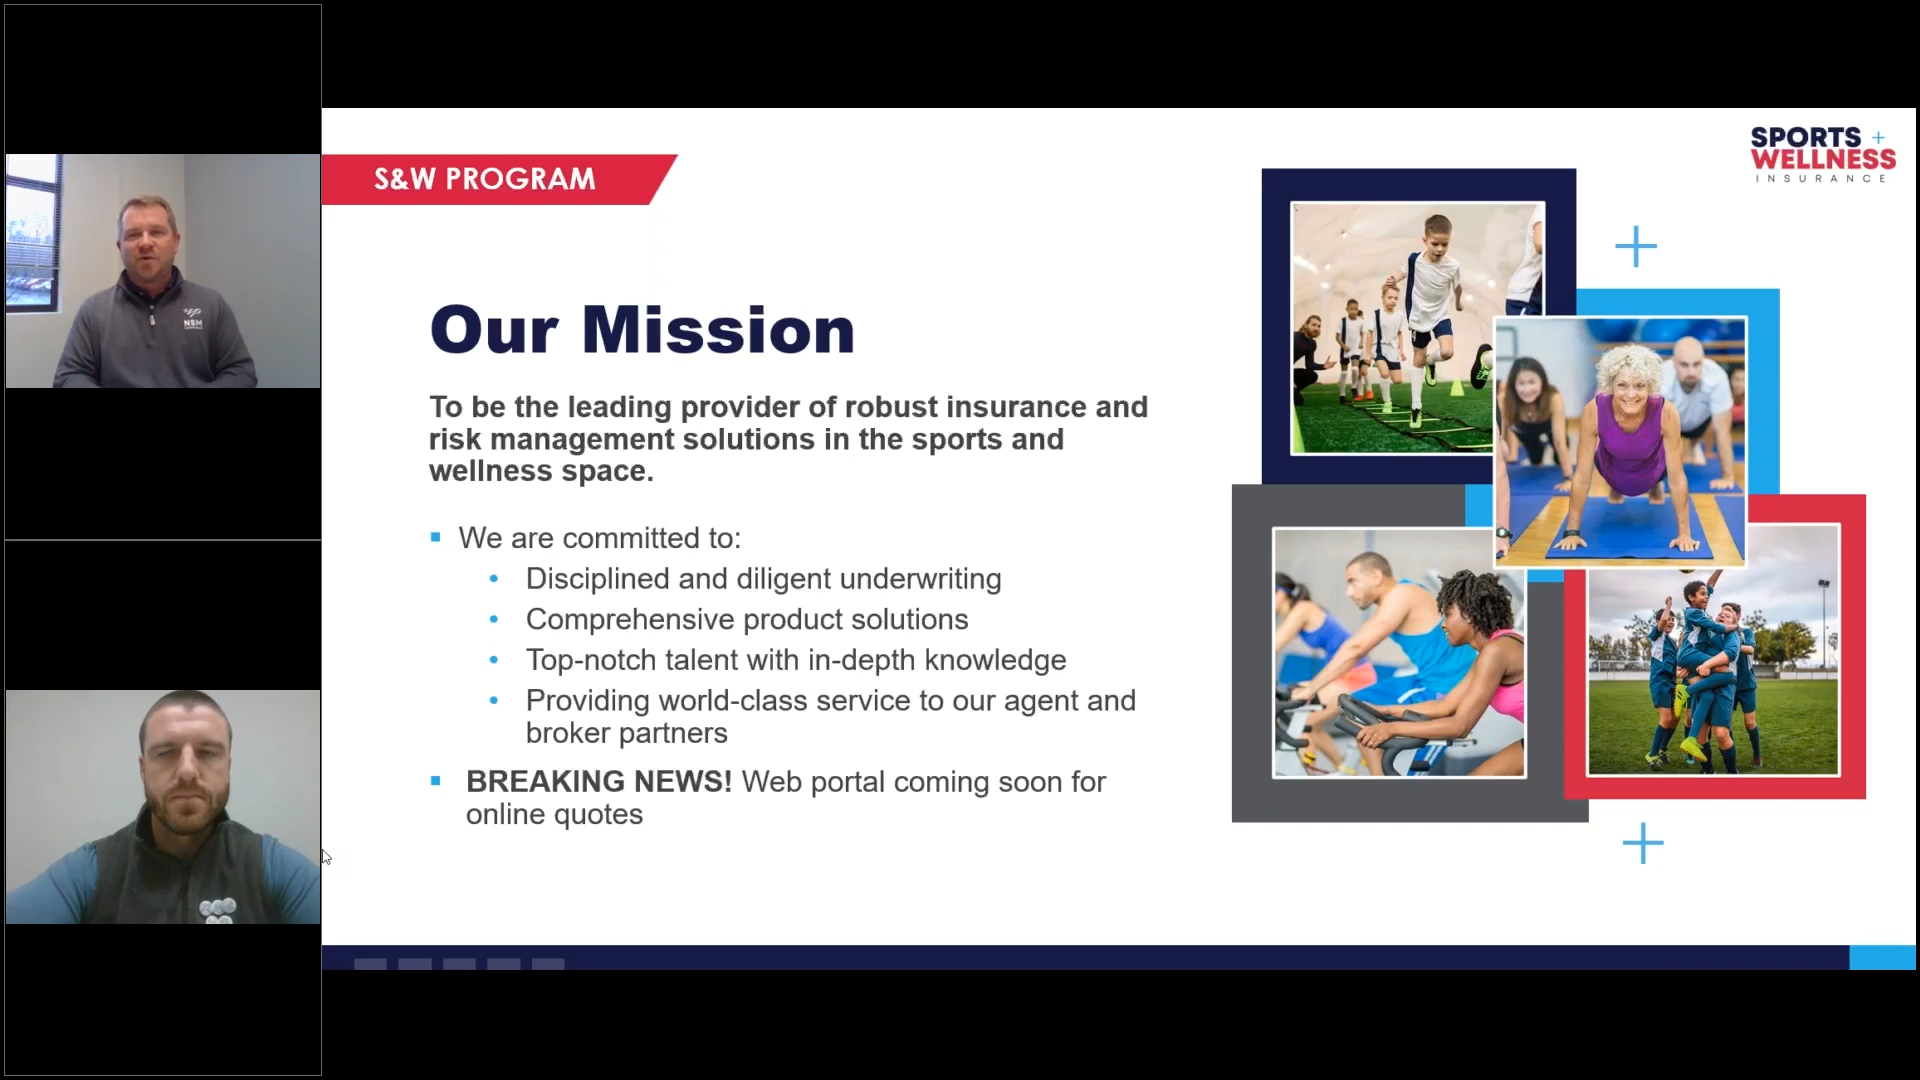 NSM
S&W PROGRAM
SPORTS +
WELLNESS
INSURANCE
Our Mission
To be the leading provider of robust insurance and
risk management solutions in the sports and
wellness space.
We are committed to:
Disciplined and diligent underwriting
Comprehensive product solutions
Top-notch talent with in-depth knowledge
Providing world-class service to our agent and
broker partners
BREAKING NEWS! Web portal coming soon for
online quotes